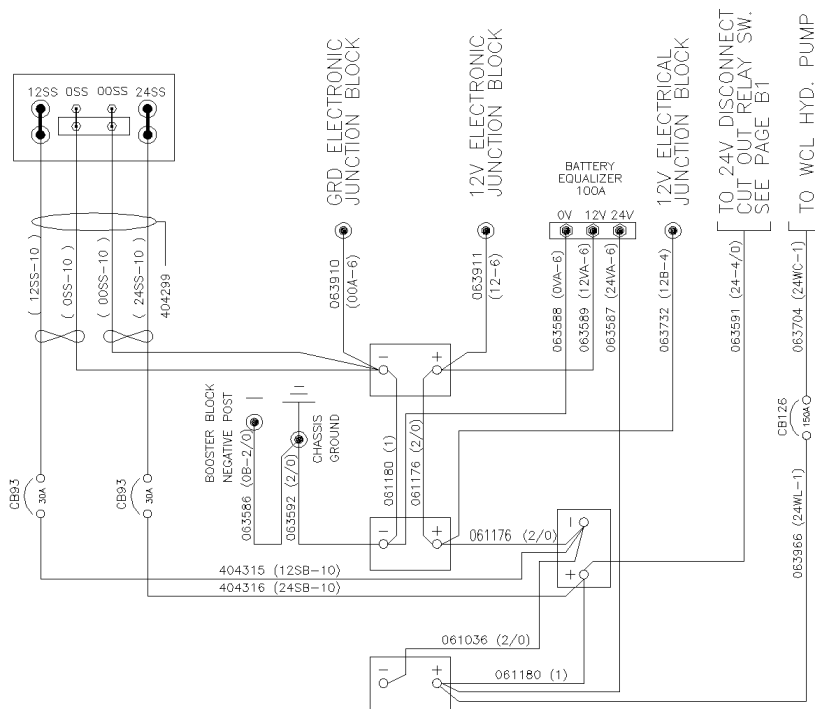 12SS 0SS 00SS 24SS
( 12SS-10 )
( 0SS-10 )
( 00SS-10 )
( 24SS-10 )
404299
GRD ELECTRONIC
JUNCTION BLOCK
12V ELECTRONIC
JUNCTION BLOCK
BATTERY
EQUALIZER
100A
0V 12V 24V
12V ELECTRICAL
JUNCTION BLOCK
TO 24V DISCONNECT
CUT OUT RELAY SW.
SEE PAGE B1
TO WCL HYD. PUMP
063910
(00A-6)
063911
(12-6)
063588 (0VA-6)
063589 (12VA-6)
063587 (24VA-6)
063732 (12B-4)
063591 (24-4/0)
063704 (24WC-1)
- +
BOOSTER BLOCK
NEGATIVE POST
CHASSIS
GROUND
063586 (0B-2/0)
063592 (2/0)
061180 (1)
061176 (2/0)
CB126
150A
CB93
30A
CB93
30A
- +
061176 (2/0)
-
+
063966 (24WL-1)
404315 (12SB-10)
404316 (24SB-10)
061036 (2/0)
061180 (1)
- +